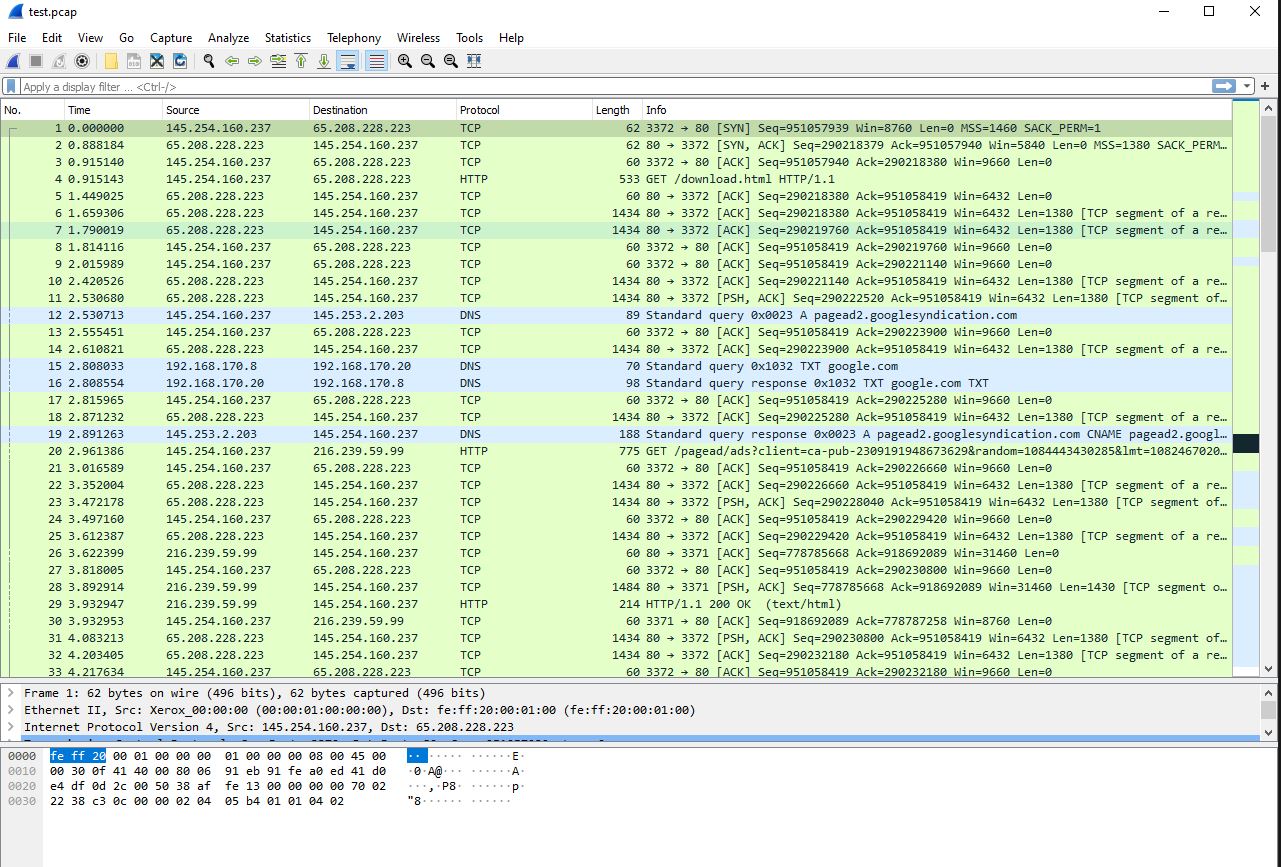 test.pcap
File Edit View Go Capture Analyze Statistics Telephony Wireless Tools Help
Apply a display filter ... <Ctrl-/>
No. Time Source Destination Protocol Length Info
1 0.000000 145.254.160.237 65.208.228.223 TCP 62 3372 → 80 [SYN] Seq=951057939 Win=8760 Len=0 MSS=1460 SACK_PERM=1
2 0.888184 65.208.228.223 145.254.160.237 TCP 62 80 → 3372 [SYN, ACK] Seq=290218379 Ack=951057940 Win=5840 Len=0 MSS=1380 SACK_PERM…
3 0.915140 145.254.160.237 65.208.228.223 TCP 60 3372 → 80 [ACK] Seq=951057940 Ack=290218380 Win=9660 Len=0
4 0.915143 145.254.160.237 65.208.228.223 HTTP 533 GET /download.html HTTP/1.1
5 1.449025 65.208.228.223 145.254.160.237 TCP 60 80 → 3372 [ACK] Seq=290218380 Ack=951058419 Win=6432 Len=0
6 1.659306 65.208.228.223 145.254.160.237 TCP 1434 80 → 3372 [ACK] Seq=290218380 Ack=951058419 Win=6432 Len=1380 [TCP segment of a re…
7 1.790019 65.208.228.223 145.254.160.237 TCP 1434 80 → 3372 [ACK] Seq=290219760 Ack=951058419 Win=6432 Len=1380 [TCP segment of a re…
8 1.814116 145.254.160.237 65.208.228.223 TCP 60 3372 → 80 [ACK] Seq=951058419 Ack=290219760 Win=9660 Len=0
9 2.015989 145.254.160.237 65.208.228.223 TCP 60 3372 → 80 [ACK] Seq=951058419 Ack=290221140 Win=9660 Len=0
10 2.420526 65.208.228.223 145.254.160.237 TCP 1434 80 → 3372 [ACK] Seq=290221140 Ack=951058419 Win=6432 Len=1380 [TCP segment of a re…
11 2.530680 65.208.228.223 145.254.160.237 TCP 1434 80 → 3372 [PSH, ACK] Seq=290222520 Ack=951058419 Win=6432 Len=1380 [TCP segment of…
12 2.530713 145.254.160.237 145.253.2.203 DNS 89 Standard query 0x0023 A pagead2.googlesyndication.com
13 2.555451 145.254.160.237 65.208.228.223 TCP 60 3372 → 80 [ACK] Seq=951058419 Ack=290223900 Win=9660 Len=0
14 2.610821 65.208.228.223 145.254.160.237 TCP 1434 80 → 3372 [ACK] Seq=290223900 Ack=951058419 Win=6432 Len=1380 [TCP segment of a re…
15 2.808033 192.168.170.8 192.168.170.20 DNS 70 Standard query 0x1032 TXT google.com
16 2.808554 192.168.170.20 192.168.170.8 DNS 98 Standard query response 0x1032 TXT google.com TXT
17 2.815965 145.254.160.237 65.208.228.223 TCP 60 3372 → 80 [ACK] Seq=951058419 Ack=290225280 Win=9660 Len=0
18 2.871232 65.208.228.223 145.254.160.237 TCP 1434 80 → 3372 [ACK] Seq=290225280 Ack=951058419 Win=6432 Len=1380 [TCP segment of a re…
19 2.891263 145.253.2.203 145.254.160.237 DNS 188 Standard query response 0x0023 A pagead2.googlesyndication.com CNAME pagead2.googl…
20 2.961386 145.254.160.237 216.239.59.99 HTTP 775 GET /pagead/ads?client=ca-pub-2309191948673629&random=1084443430285&lmt=1082467020…
21 3.016589 145.254.160.237 65.208.228.223 TCP 60 3372 → 80 [ACK] Seq=951058419 Ack=290226660 Win=9660 Len=0
22 3.352004 65.208.228.223 145.254.160.237 TCP 1434 80 → 3372 [ACK] Seq=290226660 Ack=951058419 Win=6432 Len=1380 [TCP segment of a re…
23 3.472178 65.208.228.223 145.254.160.237 TCP 1434 80 → 3372 [PSH, ACK] Seq=290228040 Ack=951058419 Win=6432 Len=1380 [TCP segment of…
24 3.497160 145.254.160.237 65.208.228.223 TCP 60 3372 → 80 [ACK] Seq=951058419 Ack=290229420 Win=9660 Len=0
25 3.612387 65.208.228.223 145.254.160.237 TCP 1434 80 → 3372 [ACK] Seq=290229420 Ack=951058419 Win=6432 Len=1380 [TCP segment of a re…
26 3.622399 216.239.59.99 145.254.160.237 TCP 60 80 → 3371 [ACK] Seq=778785668 Ack=918692089 Win=31460 Len=0
27 3.818005 145.254.160.237 65.208.228.223 TCP 60 3372 → 80 [ACK] Seq=951058419 Ack=290230800 Win=9660 Len=0
28 3.892914 216.239.59.99 145.254.160.237 TCP 1484 80 → 3371 [PSH, ACK] Seq=778785668 Ack=918692089 Win=31460 Len=1430 [TCP segment o…
29 3.932947 216.239.59.99 145.254.160.237 HTTP 214 HTTP/1.1 200 OK (text/html)
30 3.932953 145.254.160.237 216.239.59.99 TCP 60 3371 → 80 [ACK] Seq=918692089 Ack=778787258 Win=8760 Len=0
31 4.083213 65.208.228.223 145.254.160.237 TCP 1434 80 → 3372 [PSH, ACK] Seq=290230800 Ack=951058419 Win=6432 Len=1380 [TCP segment of…
32 4.203405 65.208.228.223 145.254.160.237 TCP 1434 80 → 3372 [ACK] Seq=290232180 Ack=951058419 Win=6432 Len=1380 [TCP segment of a re…
33 4.217634 145.254.160.237 65.208.228.223 TCP 60 3372 → 80 [ACK] Seq=951058419 Ack=290232180 Win=9660 Len=0
Frame 1: 62 bytes on wire (496 bits), 62 bytes captured (496 bits)
Ethernet II, Src: Xerox_00:00:00 (00:00:01:00:00:00), Dst: fe:ff:20:00:01:00 (fe:ff:20:00:01:00)
Internet Protocol Version 4, Src: 145.254.160.237, Dst: 65.208.228.223
0000 fe ff 20 00 01 00 00 00 01 00 00 00 08 00 45 00 ·· ····· ······E·
0010 00 30 0f 41 40 00 80 06 91 eb 91 fe a0 ed 41 d0 ·0·A@··· ······A·
0020 e4 df 0d 2c 00 50 38 af fe 13 00 00 00 00 70 02 ···,·P8· ······p·
0030 22 38 c3 0c 00 00 02 04 05 b4 01 01 04 02 "8······ ······